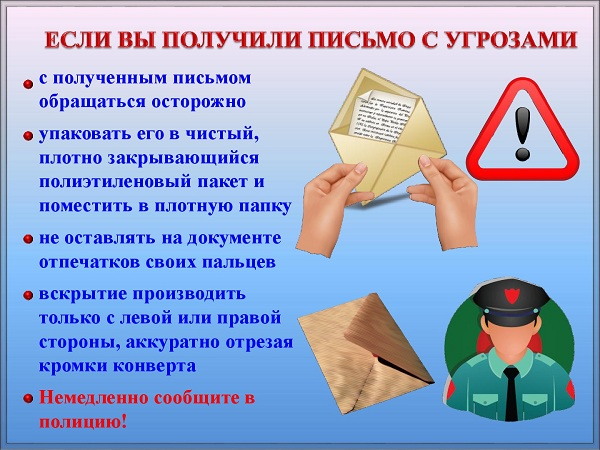 ЕСЛИ ВЫ ПОЛУЧИЛИ ПИСЬМО С УГРОЗАМИ
с полученным письмом
обращаться осторожно
упаковать его в чистый,
плотно закрывающийся
полиэтиленовый пакет и
поместить в плотную папку
не оставлять на документе
отпечатков своих пальцев
вскрытие производить
только с левой или правой
стороны, аккуратно отрезая
кромки конверта
Немедленно сообщите в
полицию!